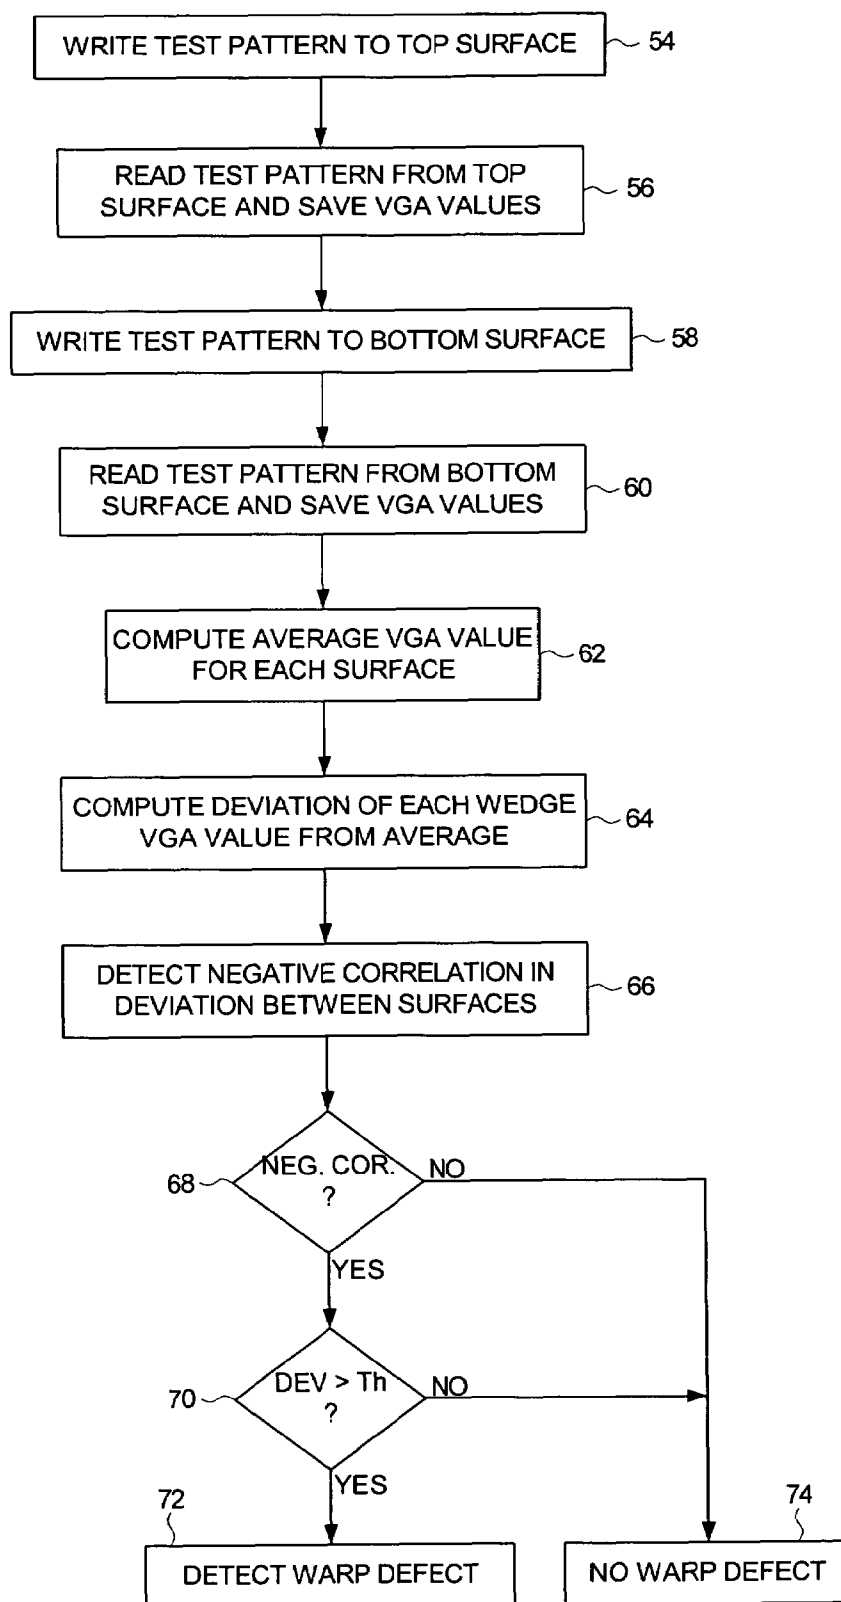 WRITE TEST PATTERN TO TOP SURFACE
54
READ TEST PATTERN FROM TOP
SURFACE AND SAVE VGA VALUES
56
WRITE TEST PATTERN TO BOTTOM SURFACE
58
READ TEST PATTERN FROM BOTTOM
SURFACE AND SAVE VGA VALUES
60
COMPUTE AVERAGE VGA VALUE
FOR EACH SURFACE
62
COMPUTE DEVIATION OF EACH WEDGE
VGA VALUE FROM AVERAGE
64
DETECT NEGATIVE CORRELATION IN
DEVIATION BETWEEN SURFACES
66
68
NEG. COR.
?
NO
YES
70
DEV > Th
?
NO
YES
72
DETECT WARP DEFECT
74
NO WARP DEFECT